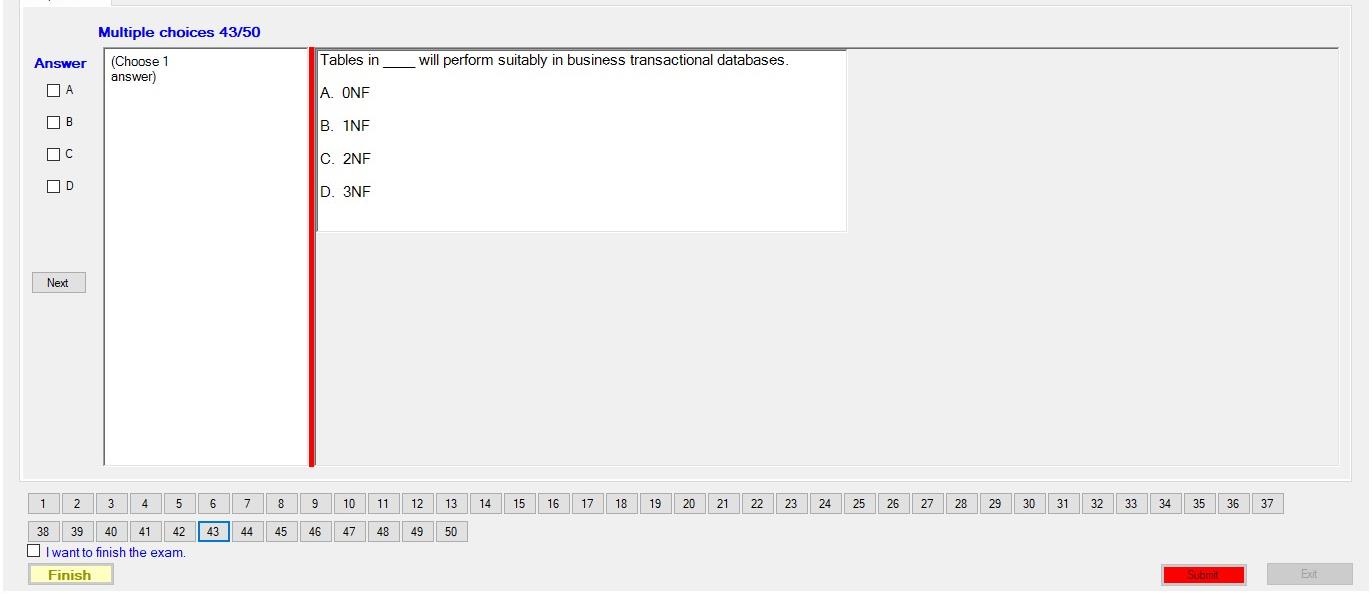 Multiple choices 43/50
Answer
A
B
C
D
Next
(Choose 1
answer)
Tables in ____ will perform suitably in business transactional databases.
A. 0NF
B. 1NF
C. 2NF
D. 3NF
1 2 3 4 5 6 7 8 9 10 11 12 13 14 15 16 17 18 19 20 21 22 23 24 25 26 27 28 29 30 31 32 33 34 35 36 37
38 39 40 41 42 43 44 45 46 47 48 49 50
I want to finish the exam.
Finish
Submit
Exit